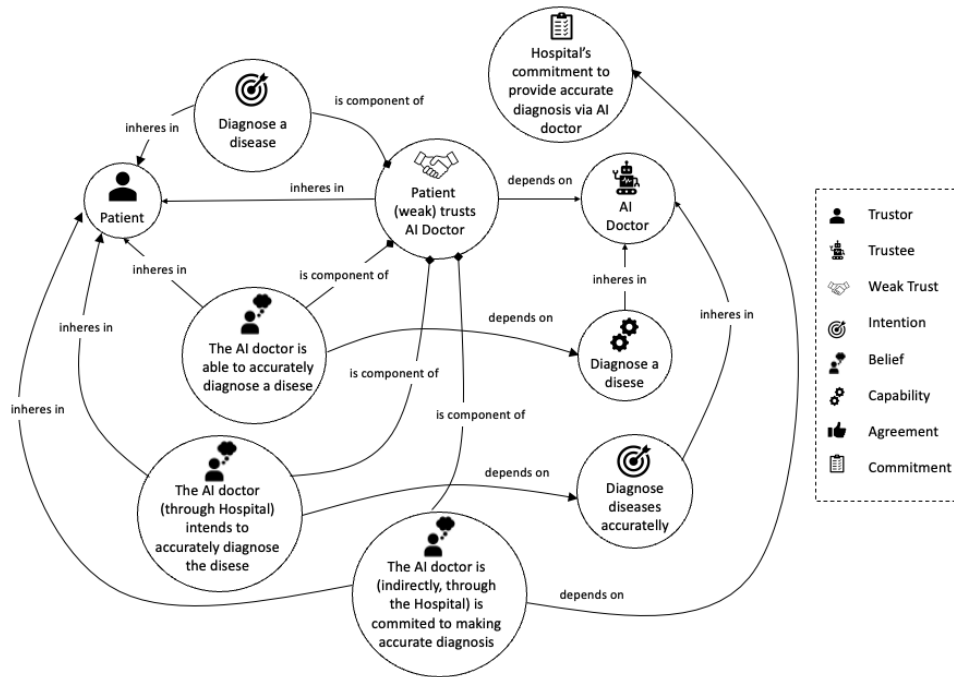 Hospital's
commitment to
provide accurate
diagnosis via AI
doctor
Diagnose a
disease
is component of
inheres in
Patient
inheres in
Patient
(weak) trusts
AI Doctor
depends on
AI
Doctor
inheres in
is component of
inheres in
The AI doctor is
able to accurately
diagnose a disese
depends on
Diagnose a
disese
inheres in
inheres in
is component of
inheres in
is component of
The AI doctor
(through Hospital)
intends to
accurately diagnose
the disese
depends on
Diagnose
diseases
accuratelly
inheres in
The AI doctor is
(indirectly, through
the Hospital) is
commited to making
accurate diagnosis
depends on
Trustor
Trustee
Weak Trust
Intention
Belief
Capability
Agreement
Commitment